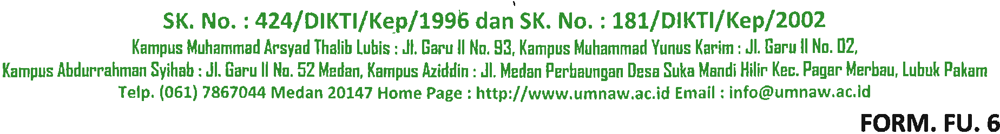 SK. No. : 424/DIKTI/Kep/1996 dan SK. No. : 181/DIKTI/Kep/2002
Kampus Muhammad Arsyad Thalib Lubis : Jl. Garu II No. 93, Kampus Muhammad Yunus Karim : Jl. Garu II No. 02,
Kampus Abdurrahman Syihab : Jl. Garu II No. 52 Medan, Kampus Aziddin : Jl. Medan Perbaungan Desa Suka Mandi Hilir Kec. Pagar Merbau, Lubuk Pakam
Telp. (061) 7867044 Medan 20147 Home Page : http://www.umnaw.ac.id Email : info@umnaw.ac.id
FORM. FU. 6